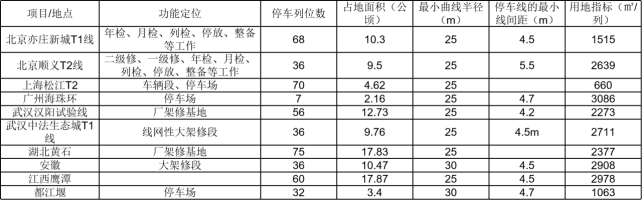 项目/地点 功能定位 停车列位数 占地面积（公顷） 最小曲线半径（m） 停车线的最小线间距（m） 用地指标（㎡/列）
北京亦庄新城T1线 年检、月检、列检、停放、整备等工作 68 10.3 25 4.5 1515
北京顺义T2线 二级修、一级修、年检、月检、列检、停放、整备等工作 36 9.5 25 5.5 2639
上海松江T2 车辆段、停车场 70 4.62 25 660
广州海珠环 停车场 7 2.16 25 4.7 3086
武汉汉阳试验线 厂架修基地 56 12.73 25 4.2 2273
武汉中法生态城T1线 线网性大架修段 36 9.76 25 4.5m 2711
湖北黄石 厂架修基地 75 17.83 25 2377
安徽 大架修段 36 10.47 30 4.5 2908
江西鹰潭 60 17.87 25 4.5 2978
都江堰 停车场 32 3.4 30 4.7 1063